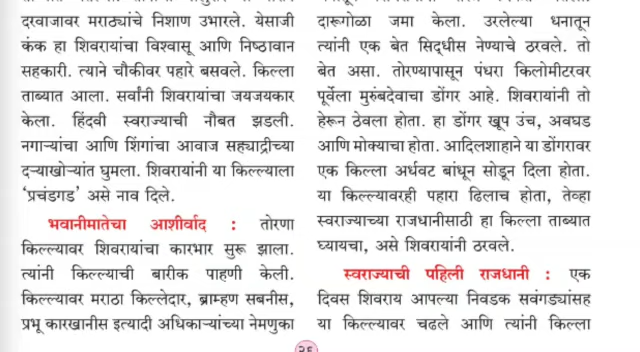 दरवाजावर मराठ्यांचे निशाण उभारले. येसाजी
कंक हा शिवरायांचा विश्वासू आणि निष्ठावान
सहकारी. त्याने चौकीवर पहारे बसवले. किल्ला
ताब्यात आला. सर्वांनी शिवरायांचा जयजयकार
केला. हिंदवी स्वराज्याची नौबत झडली.
नगाऱ्यांचा आणि शिंगांचा आवाज सह्याद्रीच्या
दऱ्याखोऱ्यांत घुमला. शिवरायांनी या किल्ल्याला
‘प्रचंडगड’ असे नाव दिले.
भवानीमातेचा आशीर्वाद : तोरणा
किल्ल्यावर शिवरायांचा कारभार सुरू झाला.
त्यांनी किल्ल्याची बारीक पाहणी केली.
किल्ल्यावर मराठा किल्लेदार, ब्राम्हण सबनीस,
प्रभू कारखानीस इत्यादी अधिकाऱ्यांच्या नेमणुका
दारूगोळा जमा केला. उरलेल्या धनातून
त्यांनी एक बेत सिद्धीस नेण्याचे ठरवले. तो
बेत असा. तोरण्यापासून पंधरा किलोमीटरवर
पूर्वेला मुरुंबदेवाचा डोंगर आहे. शिवरायांनी तो
हेरून ठेवला होता. हा डोंगर खूप उंच, अवघड
आणि मोक्याचा होता. आदिलशाहाने या डोंगरावर
एक किल्ला अर्धवट बांधून सोडून दिला होता.
या किल्ल्यावरही पहारा ढिलाच होता, तेव्हा
स्वराज्याच्या राजधानीसाठी हा किल्ला ताब्यात
घ्यायचा, असे शिवरायांनी ठरवले.
स्वराज्याची पहिली राजधानी : एक
दिवस शिवराय आपल्या निवडक सवंगड्यांसह
या किल्ल्यावर चढले आणि त्यांनी किल्ला
२६